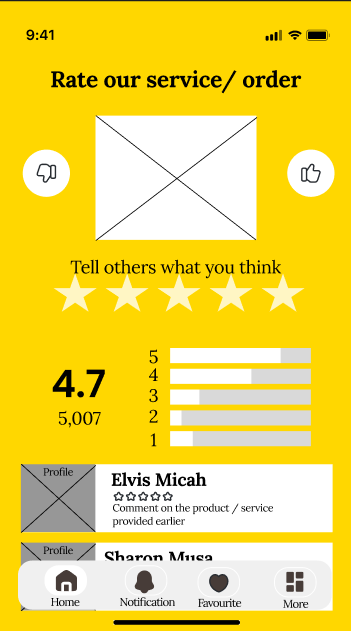 9:41
Rate our service/ order
Tell others what you think
5
4
3
2
1
4.7
5,007
Profile
Elvis Micah
Comment on the product / service
provided earlier
Profile
Sharon Musa
Home
Notification
Favourite
More